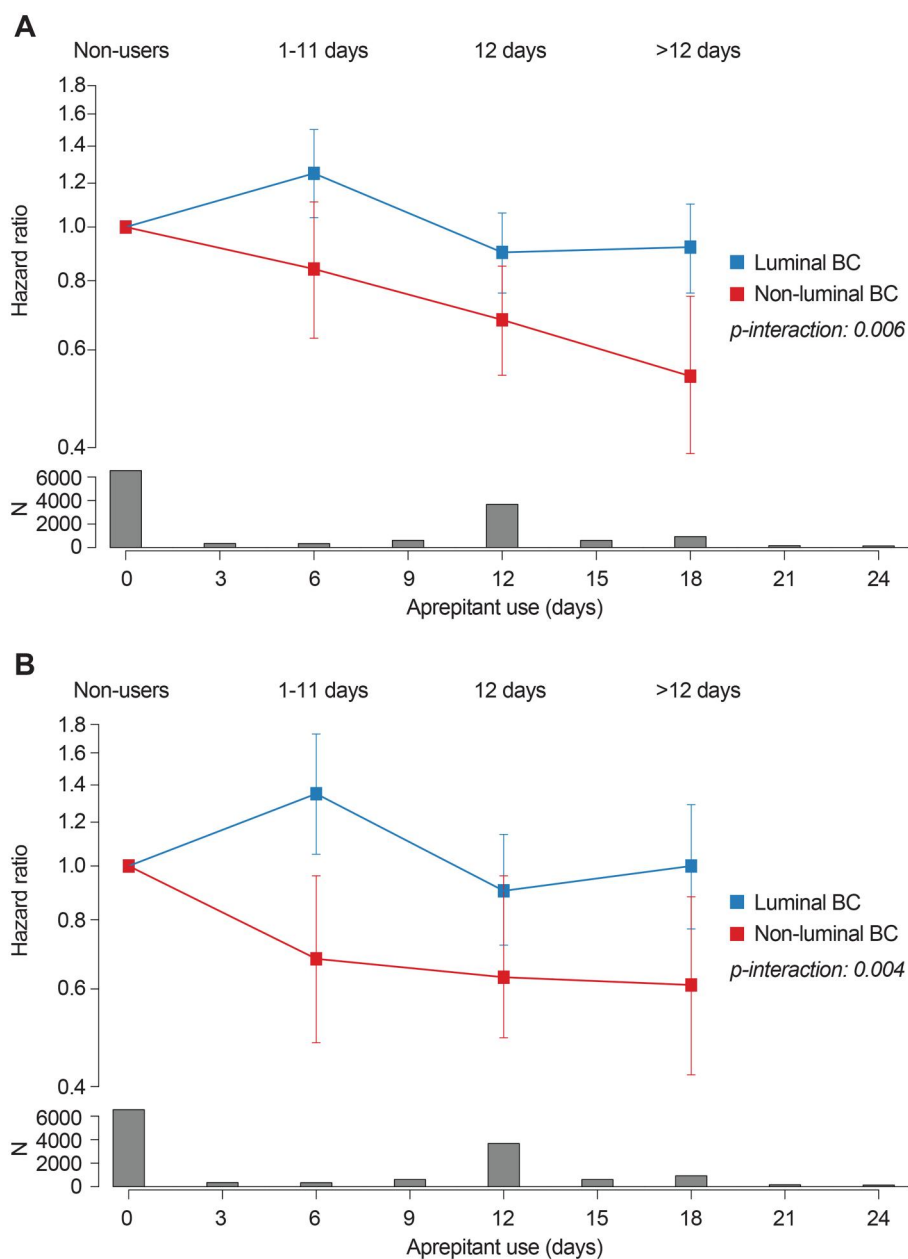 A
Non-users 1-11 days 12 days >12 days
1.8
1.6
1.4
1.2
1.0
0.8
0.6
0.4
Hazard ratio
Luminal BC
Non-luminal BC
p-interaction: 0.006
6000
4000
2000
0
N
0 3 6 9 12 15 18 21 24
Aprepitant use (days)
B
Non-users 1-11 days 12 days >12 days
1.8
1.6
1.4
1.2
1.0
0.8
0.6
0.4
Hazard ratio
Luminal BC
Non-luminal BC
p-interaction: 0.004
6000
4000
2000
0
N
0 3 6 9 12 15 18 21 24
Aprepitant use (days)